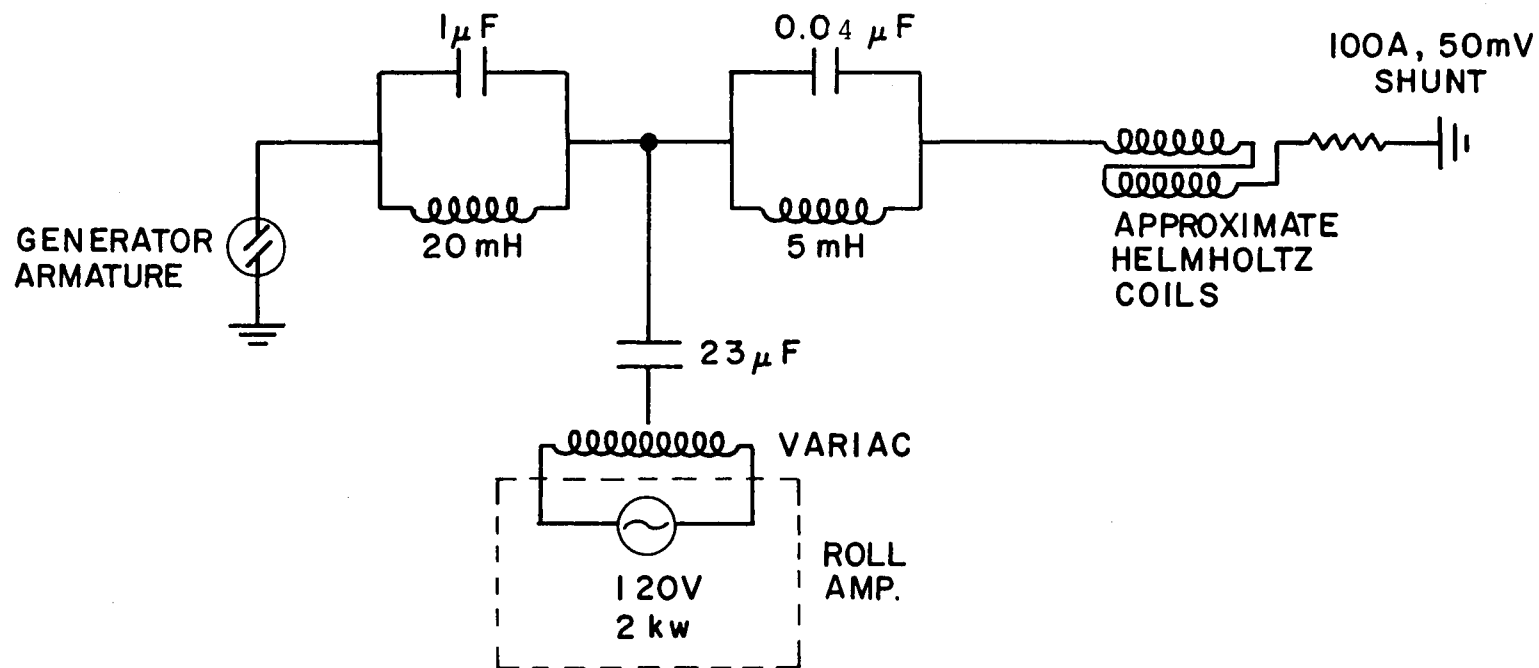 1μF
0.04 μF
100A, 50mV
SHUNT
GENERATOR
ARMATURE
20 mH
5 mH
APPROXIMATE
HELMHOLTZ
COILS
23μF
VARIAC
120V
2 kw
ROLL
AMP.